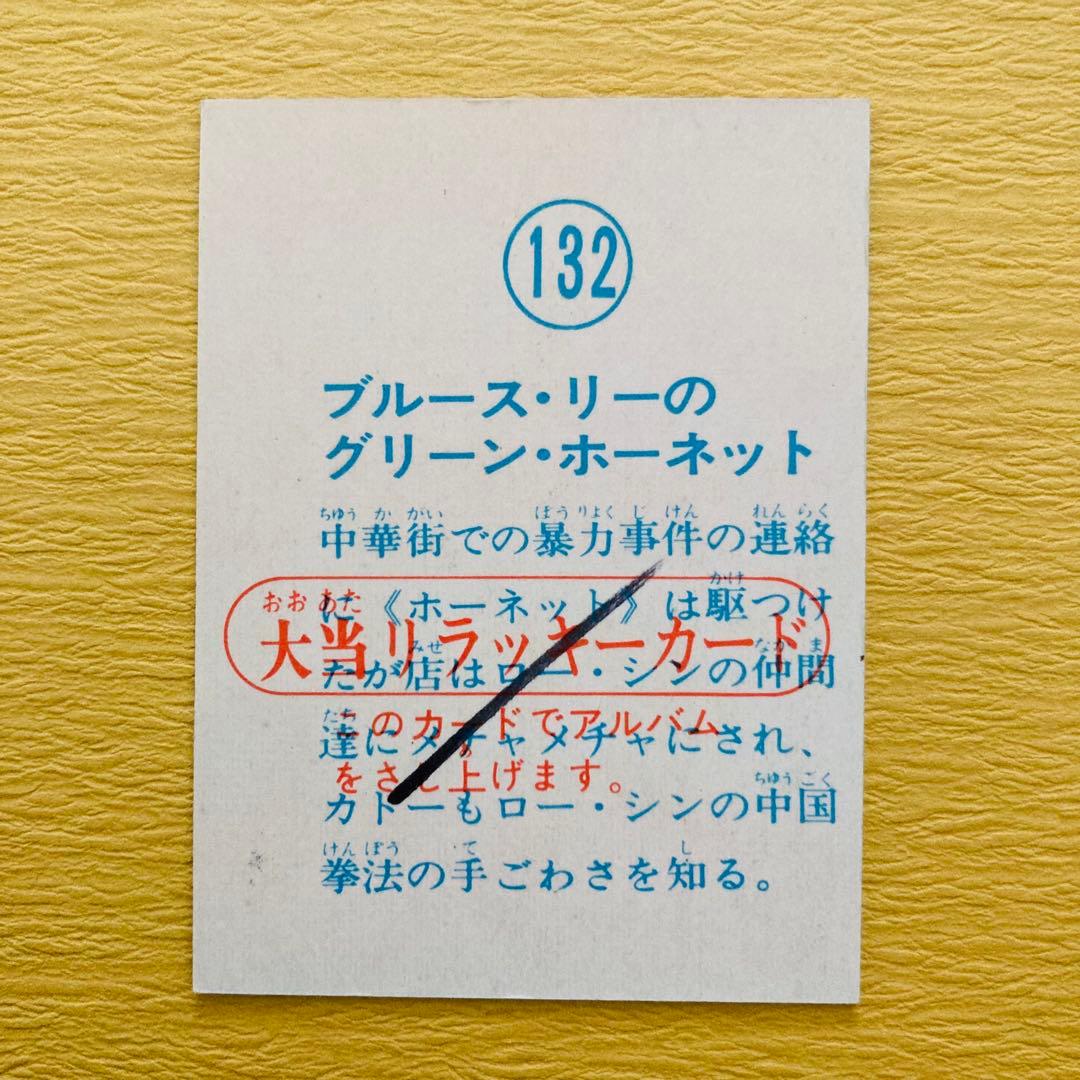 132
ブルース・リーの
グリーン・ホーネット
中華街での暴力事件の連絡
に《ホーネット》は駆つけ
たが店はロー・シンの仲間
達にメチャメチャにされ、
カトーもロー・シンの中国
拳法の手ごわさを知る。
大当りラッキーカード
このカードでアルバム
をさし上げます。